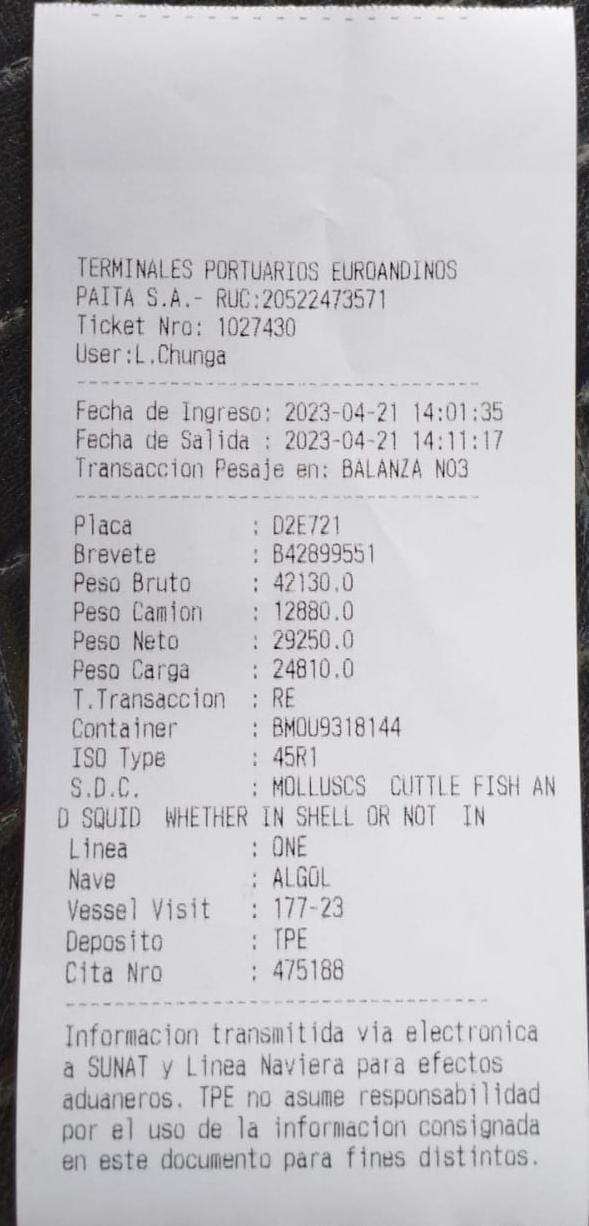 TERMINALES PORTUARIOS EUROANDINOS
PAITA S.A.- RUC:20522473571
Ticket Nro: 1027430
User:L.Chunga
Fecha de Ingreso: 2023-04-21 14:01:35
Fecha de Salida : 2023-04-21 14:11:17
Transaccion Pesaje en: BALANZA NO3
Placa : D2E721
Brevete : B42899551
Peso Bruto : 42130.0
Peso Camion : 12880.0
Peso Neto : 29250.0
Peso Carga : 24810.0
T.Transaccion : RE
Container : BMOU9318144
ISO Type : 45R1
S.D.C. : MOLLUSCS CUTTLE FISH AN
D SQUID WHETHER IN SHELL OR NOT IN
Linea : ONE
Nave : ALGOL
Vessel Visit : 177-23
Deposito : TPE
Cita Nro : 475188
Informacion transmitida via electronica
a SUNAT y Linea Naviera para efectos
aduaneros. TPE no asume responsabilidad
por el uso de la informacion consignada
en este documento para fines distintos.